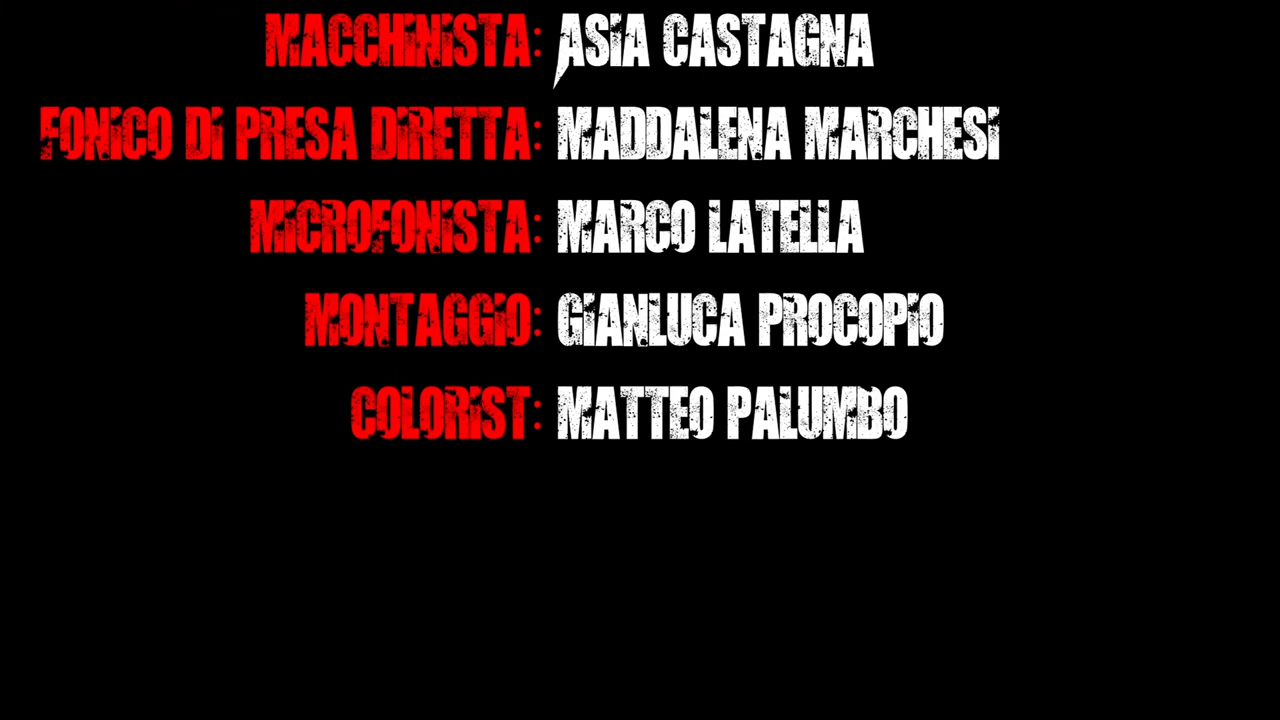 MACCHINISTA: ASIA CASTAGNA
FONICO DI PRESA DIRETTA: MADDALENA MARCHESI
MICROFONISTA: MARCO LATELLA
MONTAGGIO: GIANLUCA PROCOPIO
COLORIST: MATTEO PALUMBO